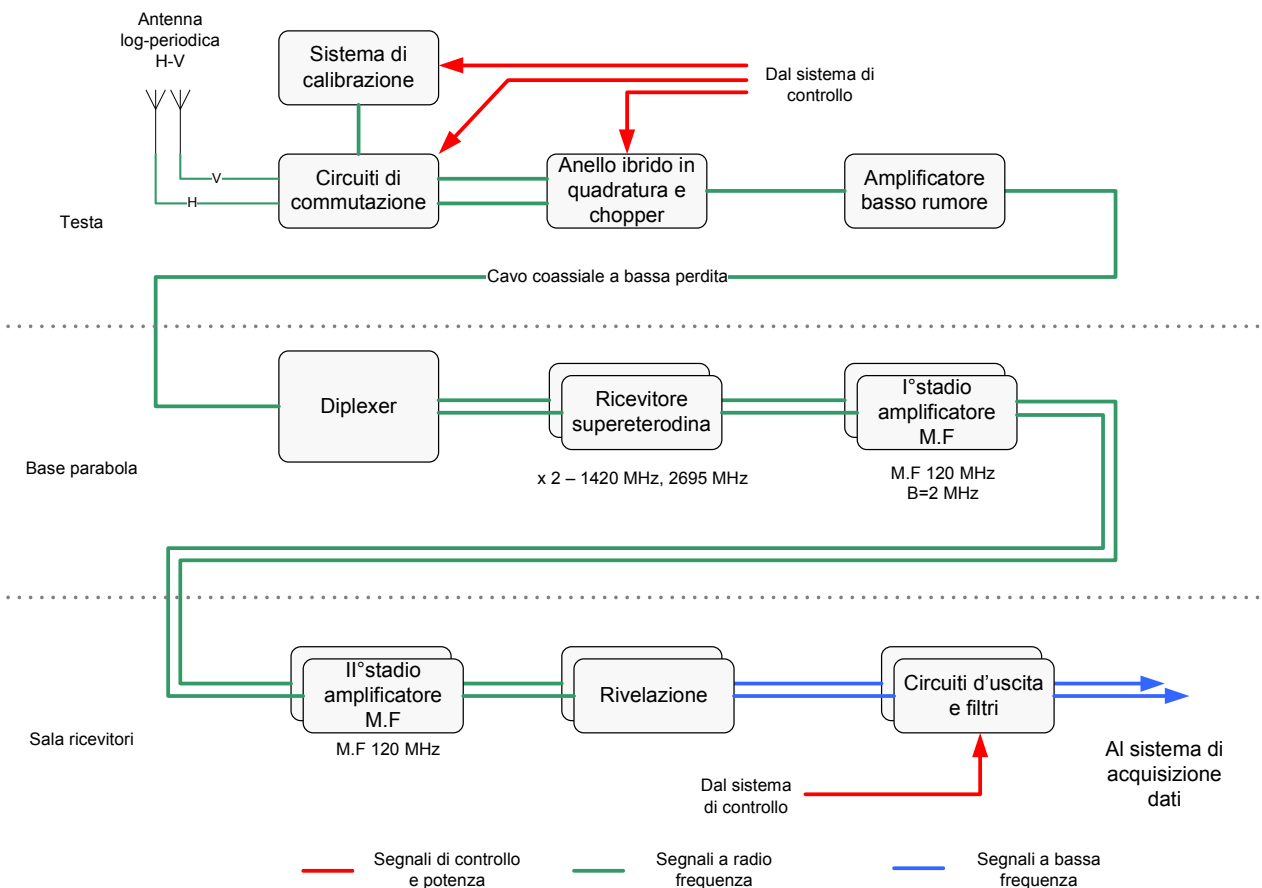 Antenna
log-periodica
H-V
Sistema di
calibrazione
Dal sistema di
controllo
V
H
Circuiti di
commutazione
Anello ibrido in
quadratura e
chopper
Amplificatore
basso rumore
Testa
Cavo coassiale a bassa perdita
Diplexer
Ricevitore
supereterodina
I°stadio
amplificatore
M.F
Base parabola
x 2 – 1420 MHz, 2695 MHz
M.F 120 MHz
B=2 MHz
II°stadio
amplificatore
M.F
Rivelazione
Circuiti d'uscita
e filtri
Sala ricevitori
M.F 120 MHz
Al sistema di
acquisizione
dati
Dal sistema
di controllo
Segnali di controllo
e potenza
Segnali a radio
frequenza
Segnali a bassa
frequenza